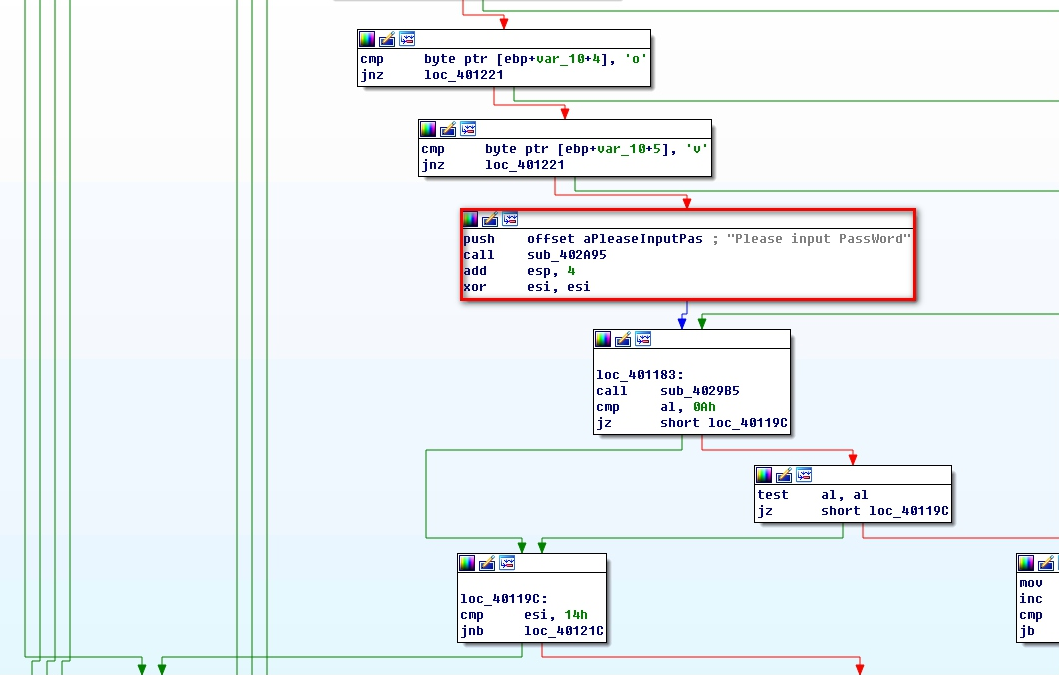 cmp byte ptr [ebp+var_10+4], 'o'
jnz loc_401221
cmp byte ptr [ebp+var_10+5], 'v'
jnz loc_401221
push offset aPleaseInputPas ; "Please input PassWord"
call sub_402A95
add esp, 4
xor esi, esi
loc_401183:
call sub_4029B5
cmp al, 0Ah
jz short loc_40119C
test al, al
jz short loc_40119C
loc_40119C:
cmp esi, 14h
jnb loc_40121C
mov
inc
cmp
jb